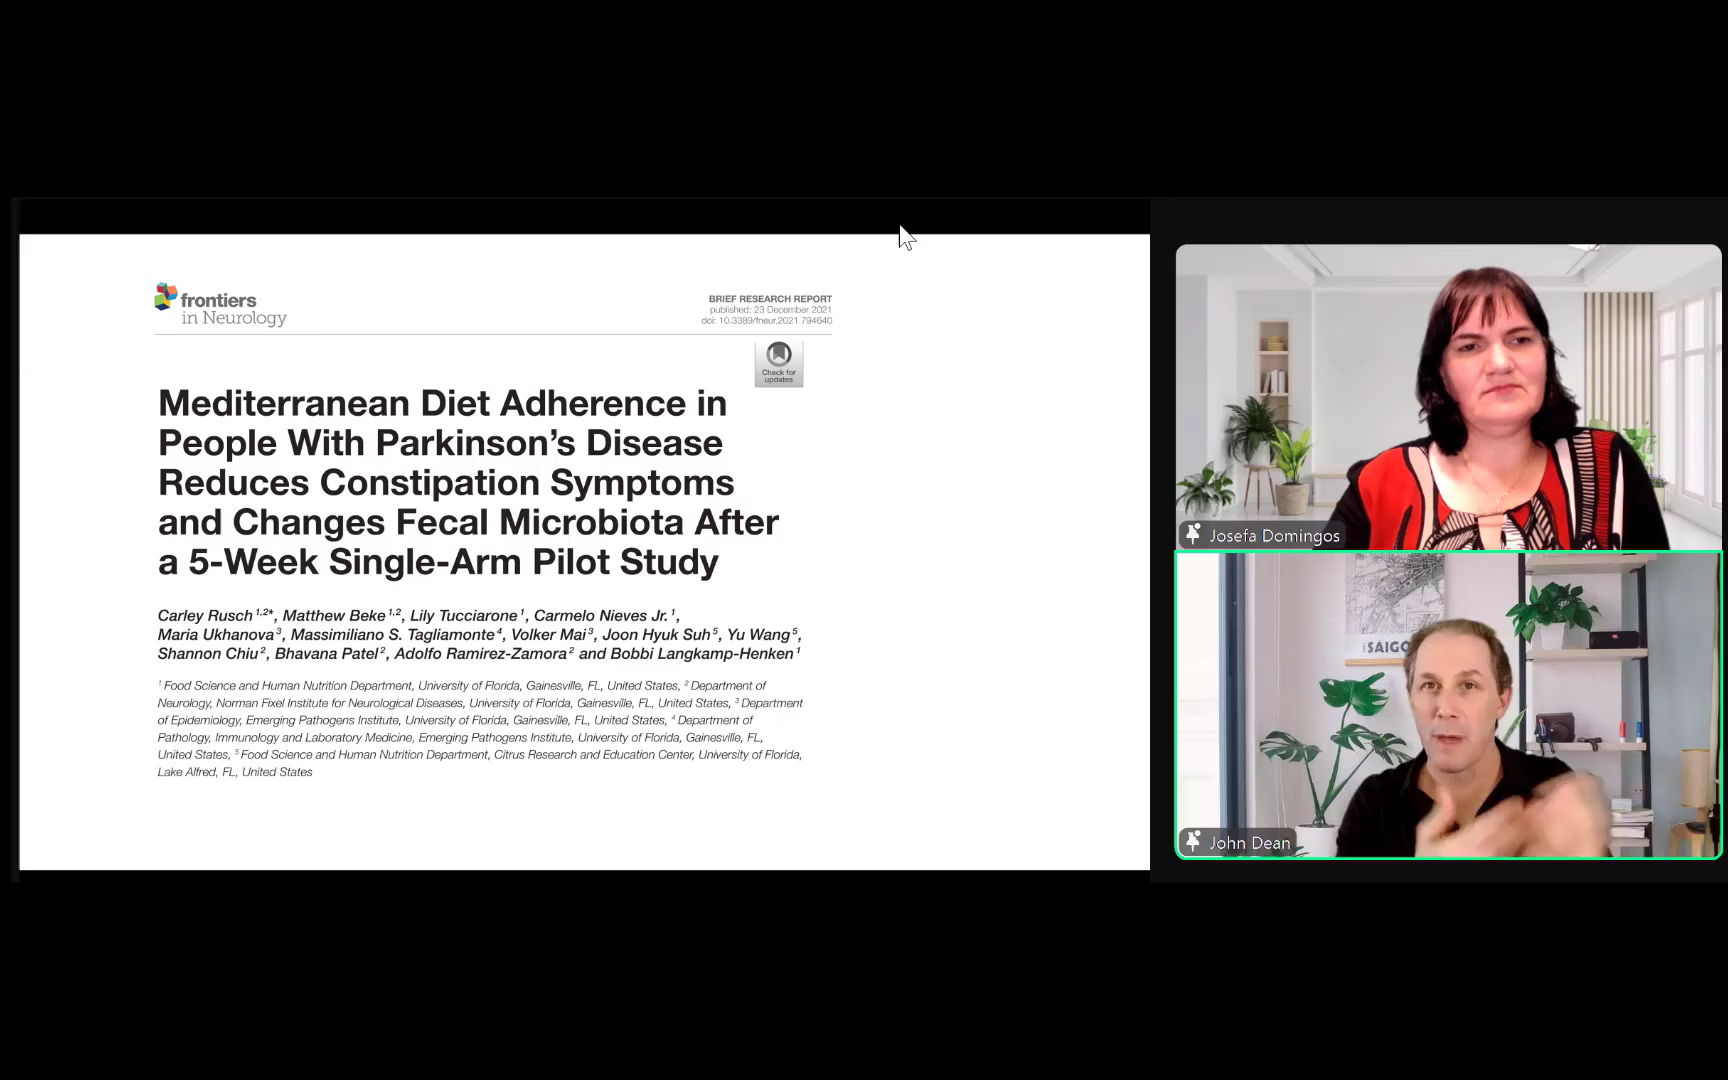 frontiers
in Neurology
BRIEF RESEARCH REPORT
published: 23 December 2021
doi: 10.3389/fneur.2021.794640
Check for
updates
Mediterranean Diet Adherence in
People With Parkinson’s Disease
Reduces Constipation Symptoms
and Changes Fecal Microbiota After
a 5-Week Single-Arm Pilot Study
Carley Rusch 1,2*, Matthew Beke 1,2, Lily Tucciarone 1, Carmelo Nieves Jr. 1,
Maria Ukhanova 3, Massimiliano S. Tagliamonte 4, Volker Mai 3, Joon Hyuk Suh 5, Yu Wang 5,
Shannon Chiu 2, Bhavana Patel 2, Adolfo Ramirez-Zamora 2 and Bobbi Langkamp-Henken 1
1 Food Science and Human Nutrition Department, University of Florida, Gainesville, FL, United States, 2 Department of
Neurology, Norman Fixel Institute for Neurological Diseases, University of Florida, Gainesville, FL, United States, 3 Department
of Epidemiology, Emerging Pathogens Institute, University of Florida, Gainesville, FL, United States, 4 Department of
Pathology, Immunology and Laboratory Medicine, Emerging Pathogens Institute, University of Florida, Gainesville, FL,
United States, 5 Food Science and Human Nutrition Department, Citrus Research and Education Center, University of Florida,
Lake Alfred, FL, United States
Josefa Domingos
SAIGO
John Dean